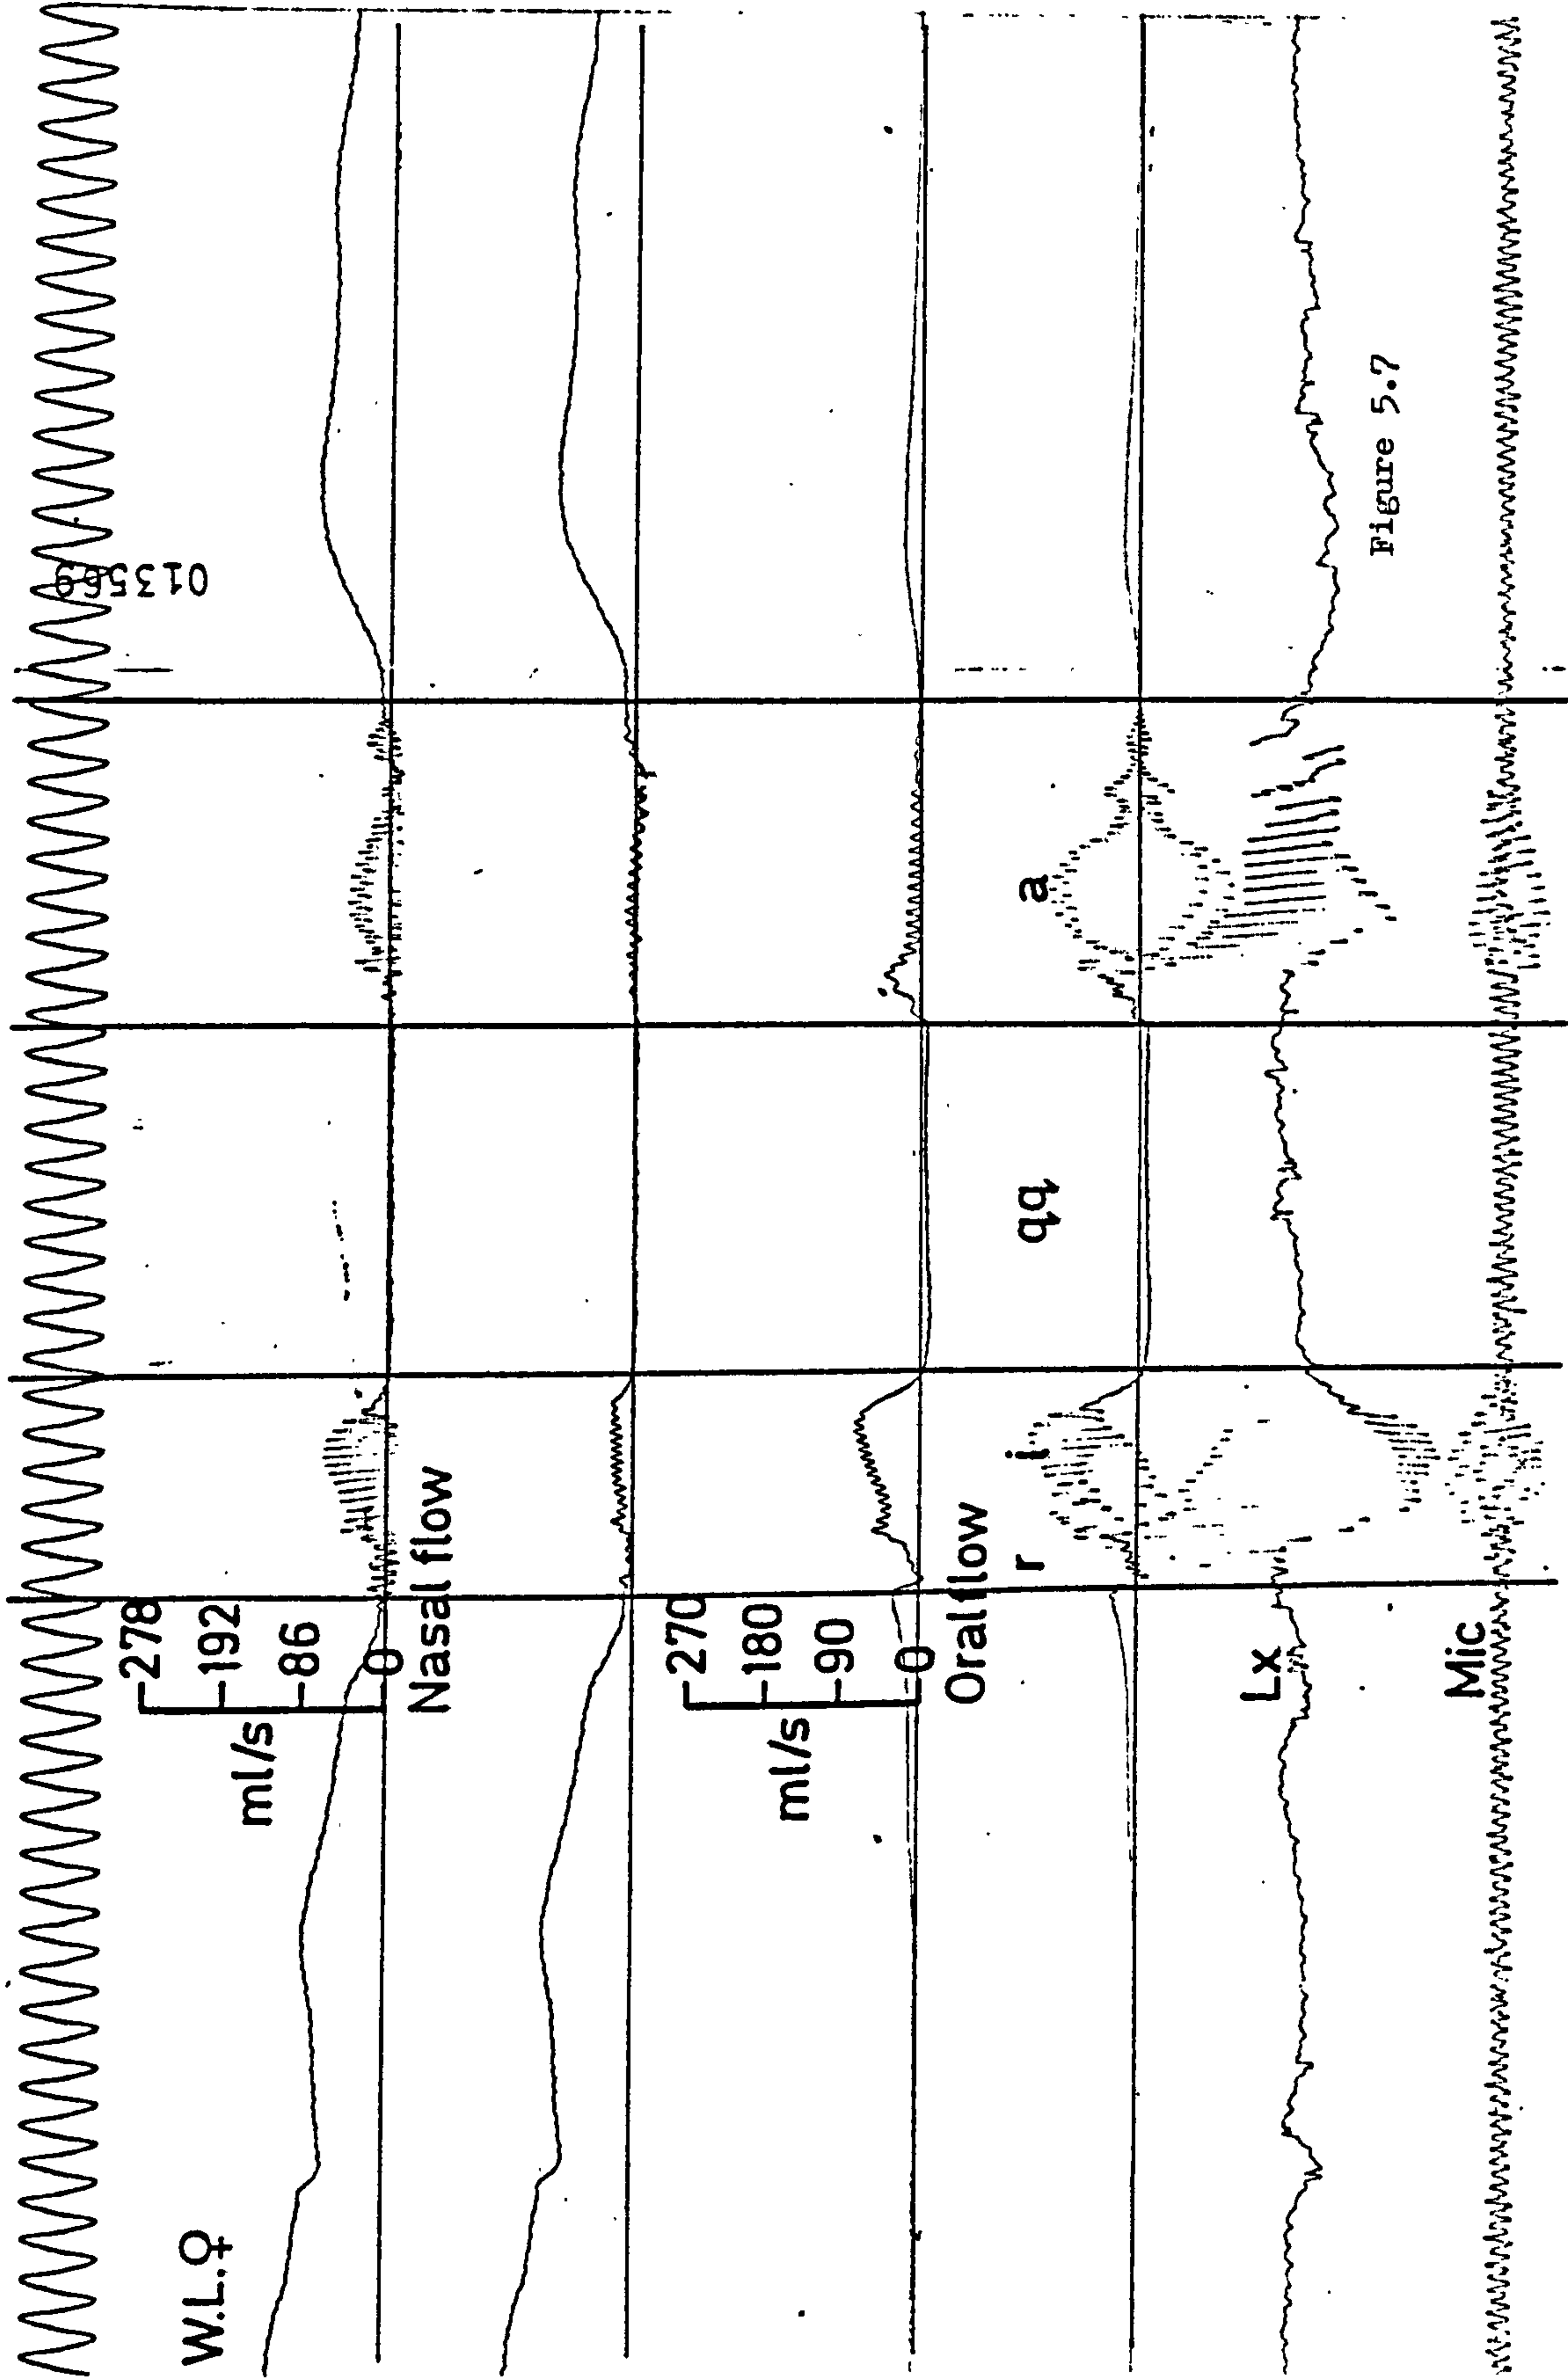 W.L.♀
ml/s
278
192
86
0
Nasal flow
ml/s
270
180
90
0
Oral flow
r i qq a
Lx
Mic
013569
Figure 5.7